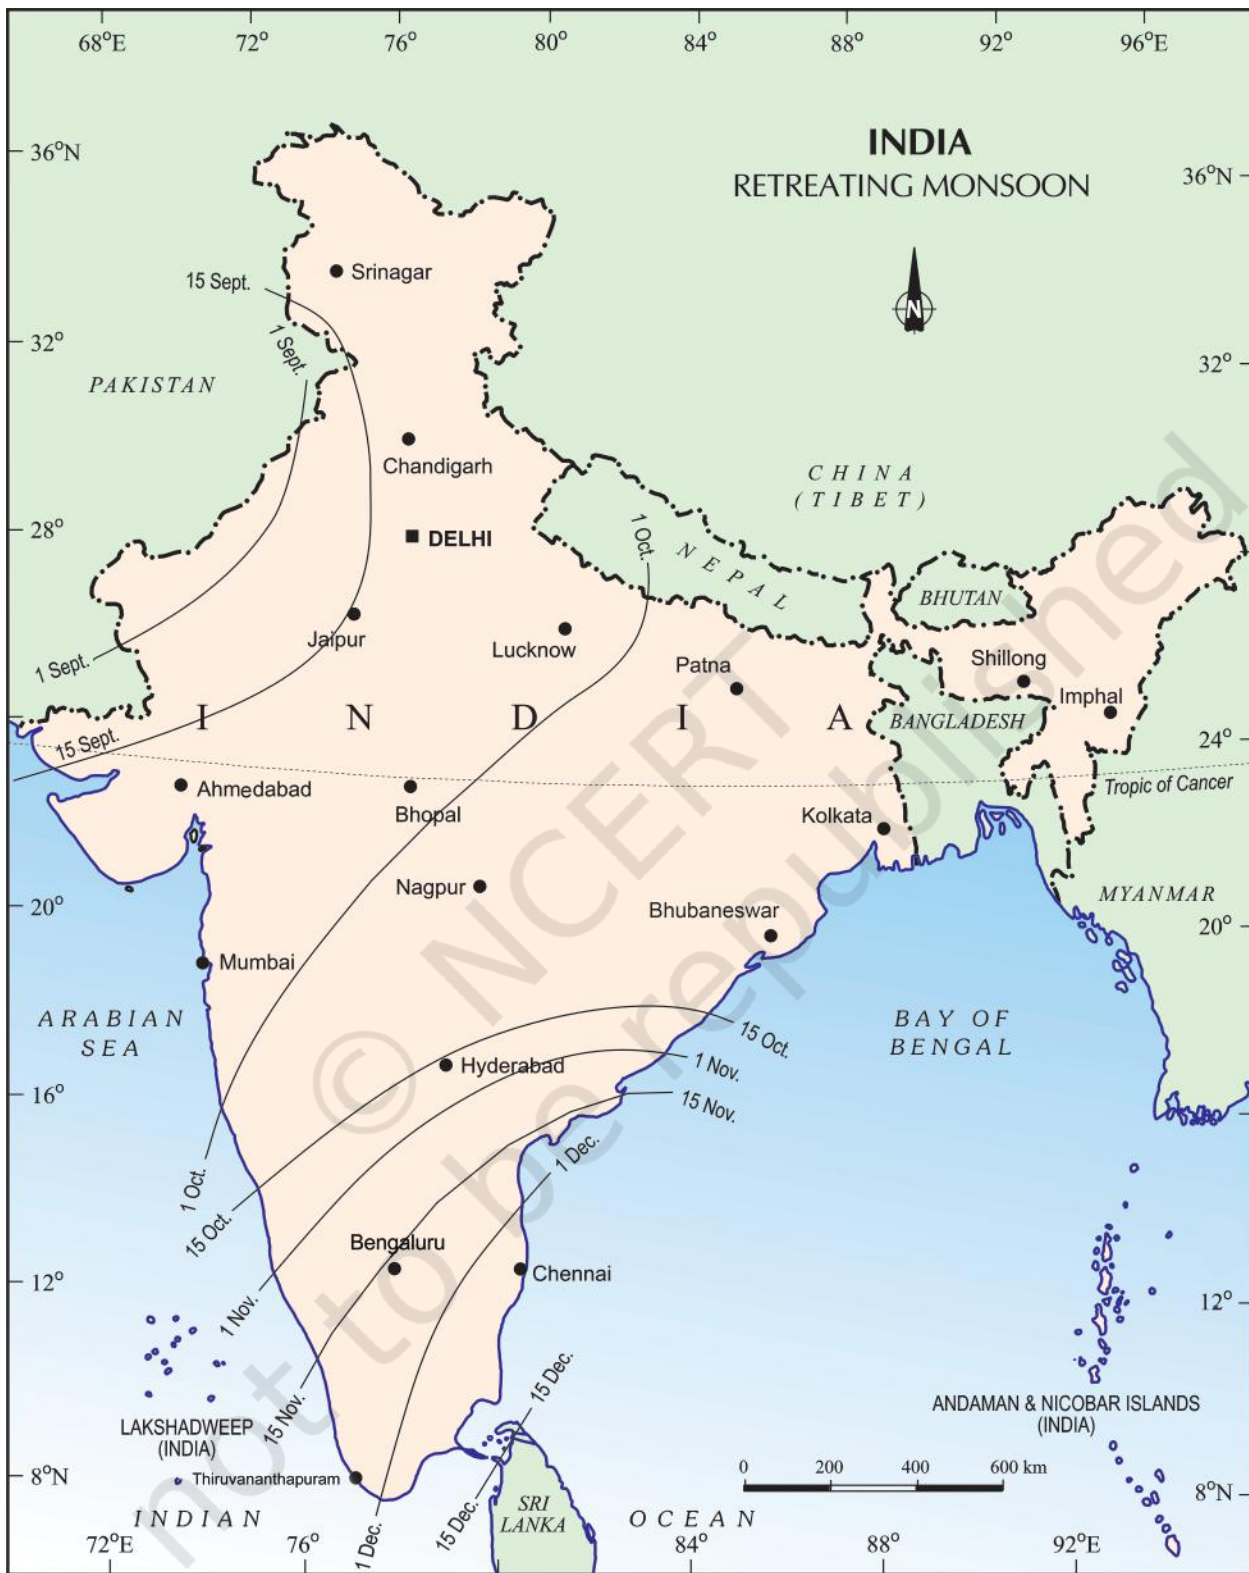 68°E 72° 76° 80° 84° 88° 92° 96°E
INDIA
RETREATING MONSOON
36°N
36°N
N
Srinagar
15 Sept.
1 Sept.
32°
32°
PAKISTAN
Chandigarh
CHINA
(TIBET)
28°
DELHI
1 Oct.
NEPAL
BHUTAN
Jaipur
Lucknow
1 Sept.
Patna
Shillong
Imphal
INDIA
BANGLADESH
15 Sept.
24°
Tropic of Cancer
Ahmedabad
Bhopal
Kolkata
Nagpur
MYANMAR
20°
Bhubaneswar
20°
Mumbai
ARABIAN
SEA
BAY OF
BENGAL
15 Oct.
Hyderabad
1 Nov.
16°
15 Nov.
1 Dec.
1 Oct.
15 Oct.
Bengaluru
Chennai
12°
12°
1 Nov.
15 Dec.
15 Nov.
LAKSHADWEEP
(INDIA)
ANDAMAN & NICOBAR ISLANDS
(INDIA)
8°N
Thiruvananthapuram
0 200 400 600 km
8°N
INDIAN
OCEAN
SRI
LANKA
15 Dec.
1 Dec.
72°E 76° 84° 88° 92°E
© NCERT
not to be republished